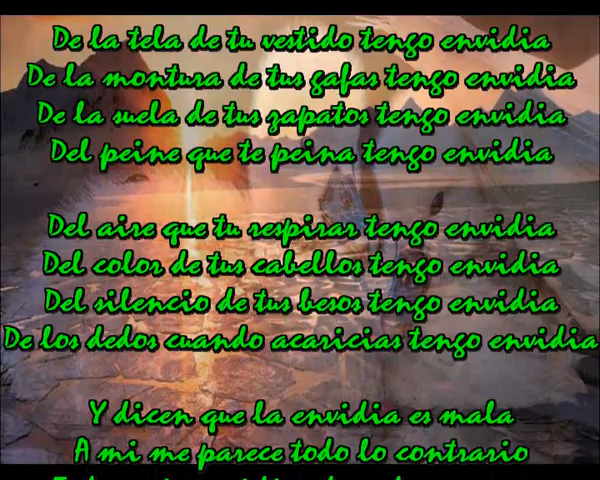 De la tela de tu vestido tengo envidia
De la montura de tus gafas tengo envidia
De la suela de tus zapatos tengo envidia
Del peine que te peina tengo envidia
Del aire que tu respirar tengo envidia
Del color de tus cabellos tengo envidia
Del silencio de tus besos tengo envidia
De los dedos cuando acaricias tengo envidia
Y dicen que la envidia es mala
A mi me parece todo lo contrario